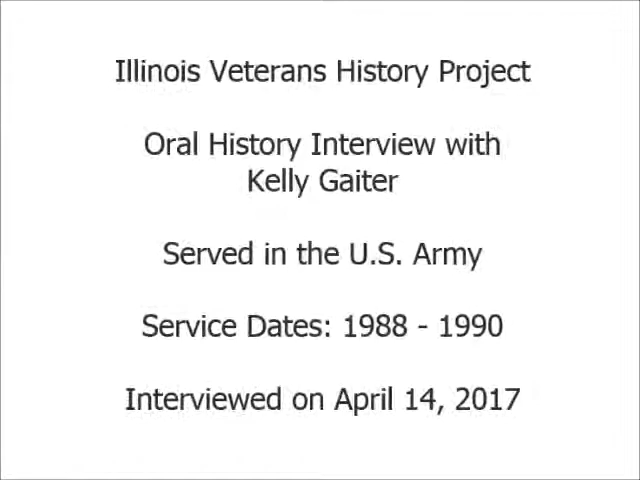 Illinois Veterans History Project
Oral History Interview with
Kelly Gaiter
Served in the U.S. Army
Service Dates: 1988 - 1990
Interviewed on April 14, 2017